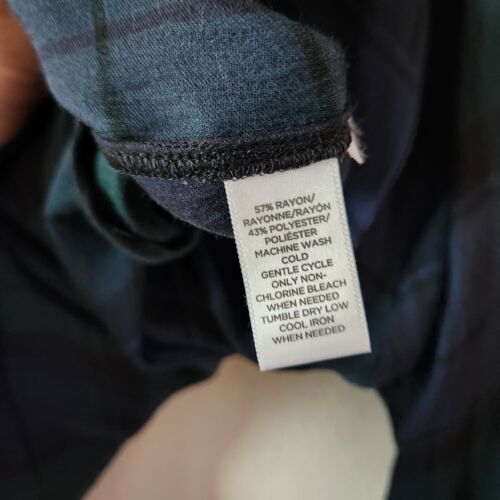 57% RAYON/
RAYONNE/RAYÓN
43% POLYESTER/
POLIÉSTER
MACHINE WASH
COLD
GENTLE CYCLE
ONLY NON-
CHLORINE BLEACH
WHEN NEEDED
TUMBLE DRY LOW
COOL IRON
WHEN NEEDED